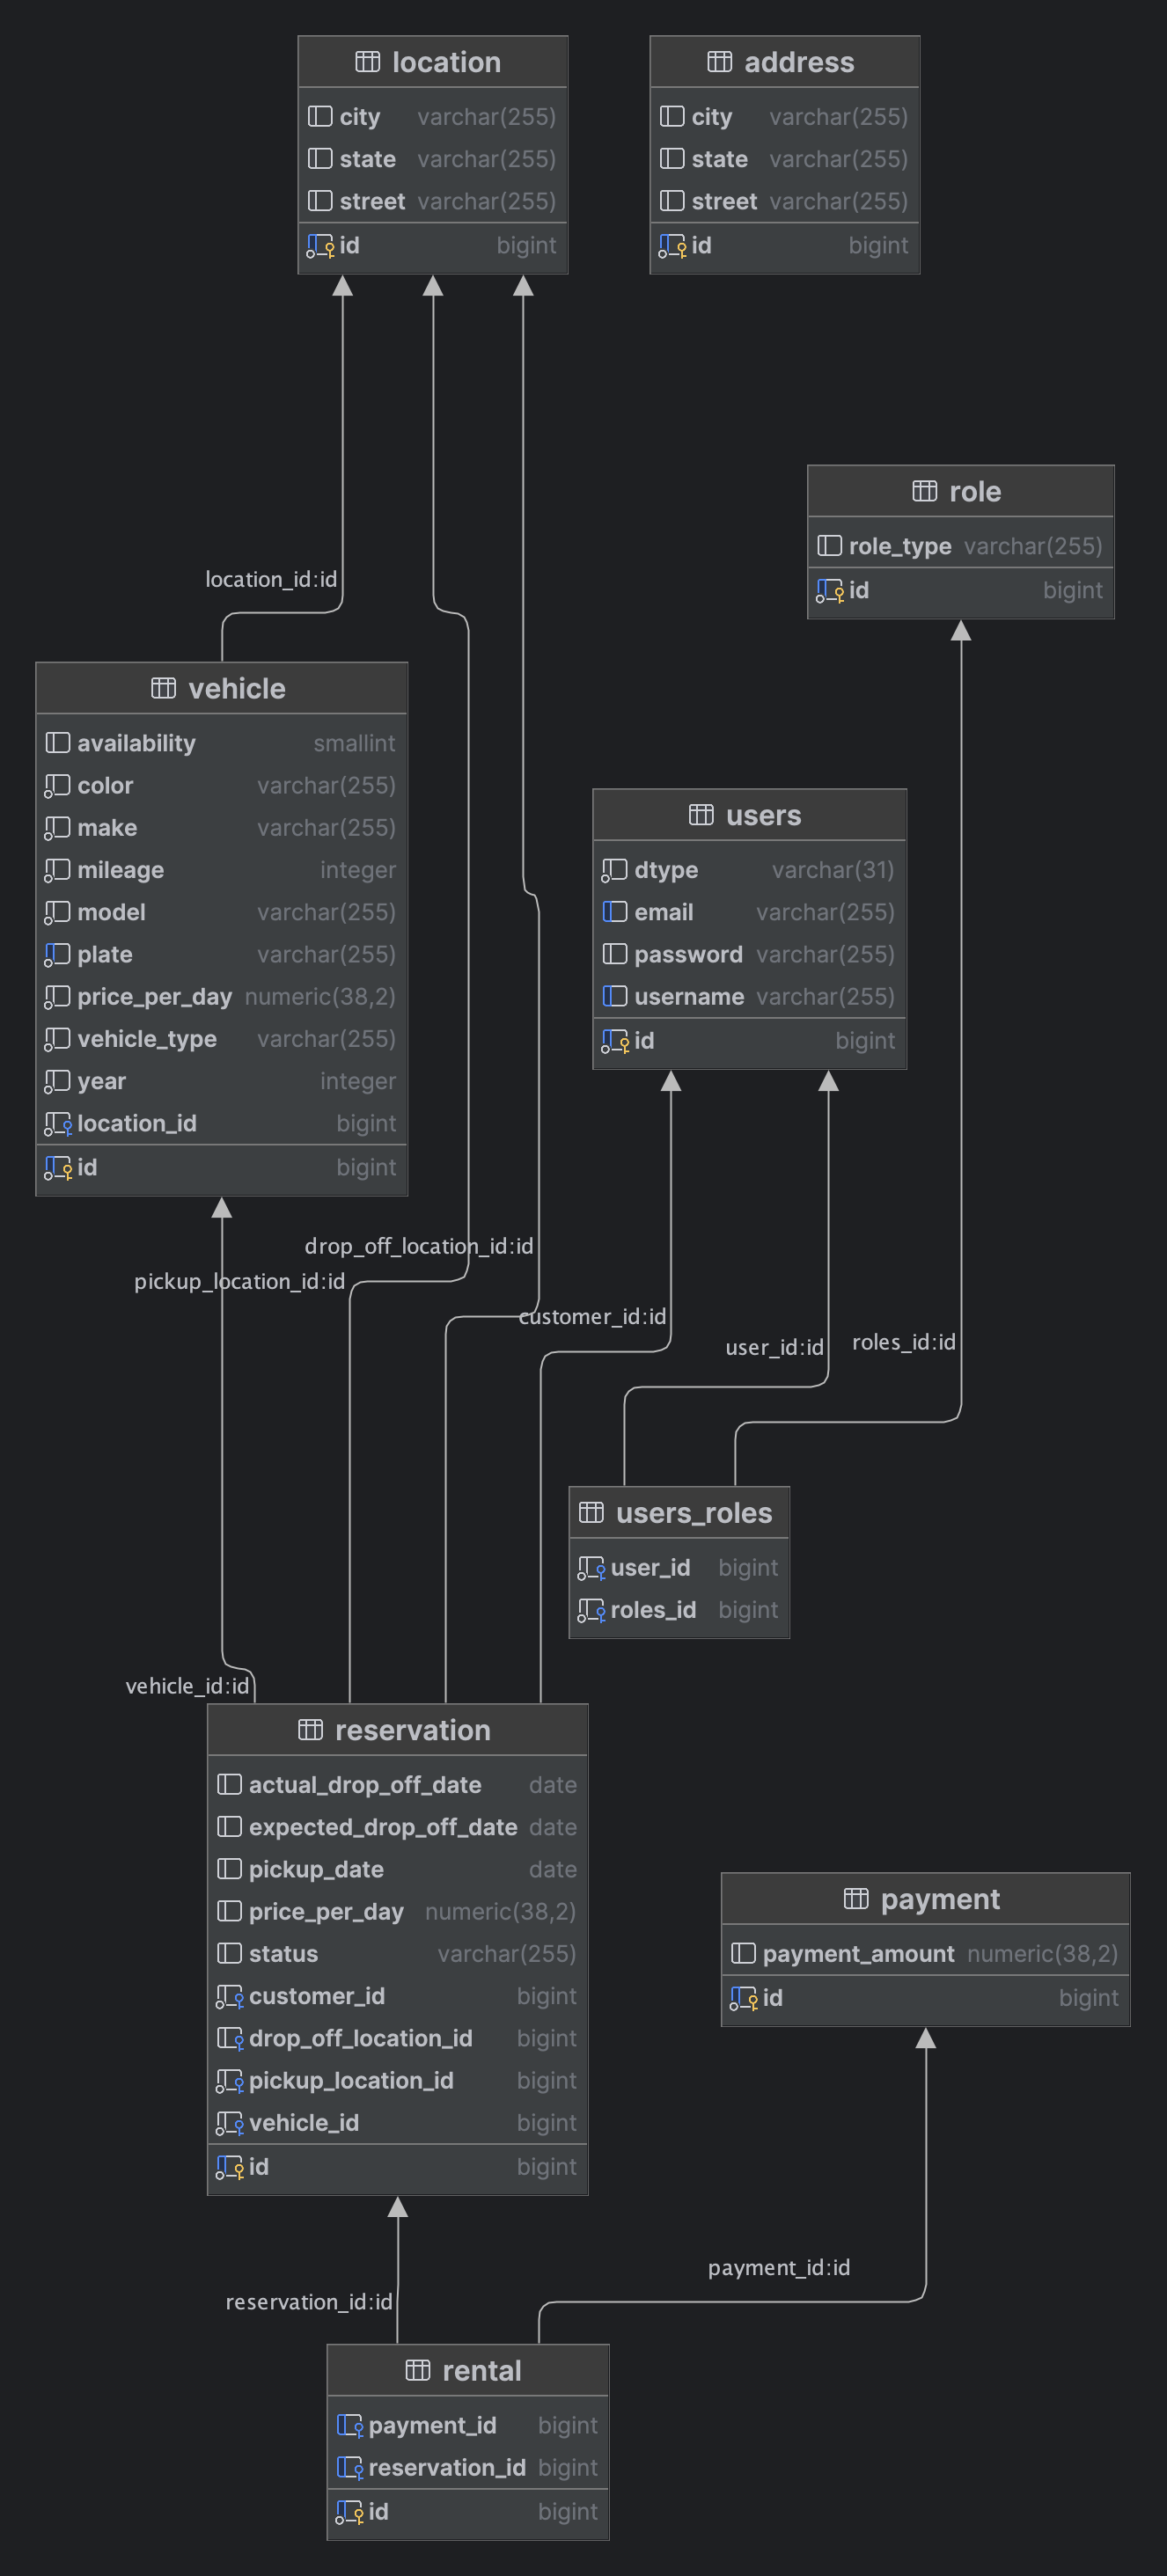 location
city varchar(255)
state varchar(255)
street varchar(255)
id bigint
address
city varchar(255)
state varchar(255)
street varchar(255)
id bigint
role
role_type varchar(255)
id bigint
location_id:id
vehicle
availability smallint
color varchar(255)
make varchar(255)
mileage integer
model varchar(255)
plate varchar(255)
price_per_day numeric(38,2)
vehicle_type varchar(255)
year integer
location_id bigint
id bigint
users
dtype varchar(31)
email varchar(255)
password varchar(255)
username varchar(255)
id bigint
drop_off_location_id:id
pickup_location_id:id
customer_id:id
user_id:id
roles_id:id
users_roles
user_id bigint
roles_id bigint
vehicle_id:id
reservation
actual_drop_off_date date
expected_drop_off_date date
pickup_date date
price_per_day numeric(38,2)
status varchar(255)
customer_id bigint
drop_off_location_id bigint
pickup_location_id bigint
vehicle_id bigint
id bigint
payment
payment_amount numeric(38,2)
id bigint
payment_id:id
reservation_id:id
rental
payment_id bigint
reservation_id bigint
id bigint